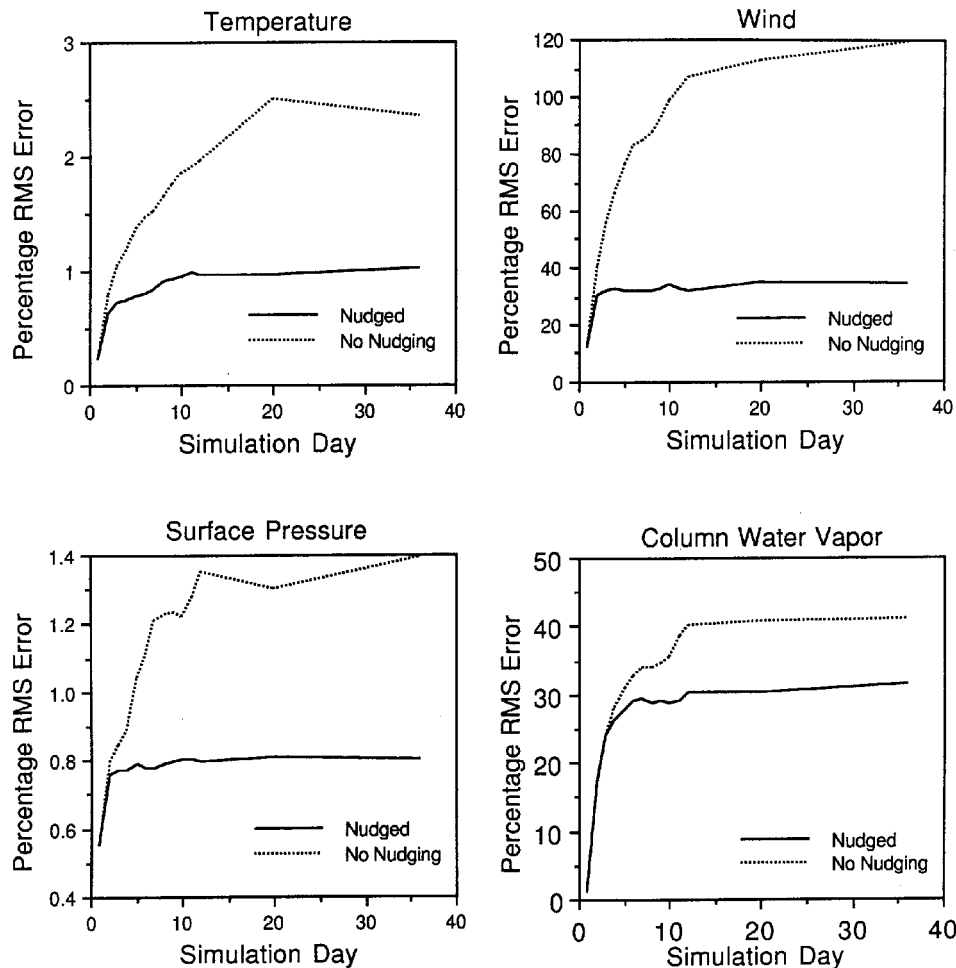 Temperature
Percentage RMS Error
3
2
1
0
Nudged
No Nudging
0 10 20 30 40
Simulation Day
Wind
Percentage RMS Error
120
100
80
60
40
20
0
Nudged
No Nudging
0 10 20 30 40
Simulation Day
Surface Pressure
Percentage RMS Error
1.4
1.2
1.0
0.8
0.6
0.4
Nudged
No Nudging
0 10 20 30 40
Simulation Day
Column Water Vapor
Percentage RMS Error
50
40
30
20
10
0
Nudged
No Nudging
0 10 20 30 40
Simulation Day